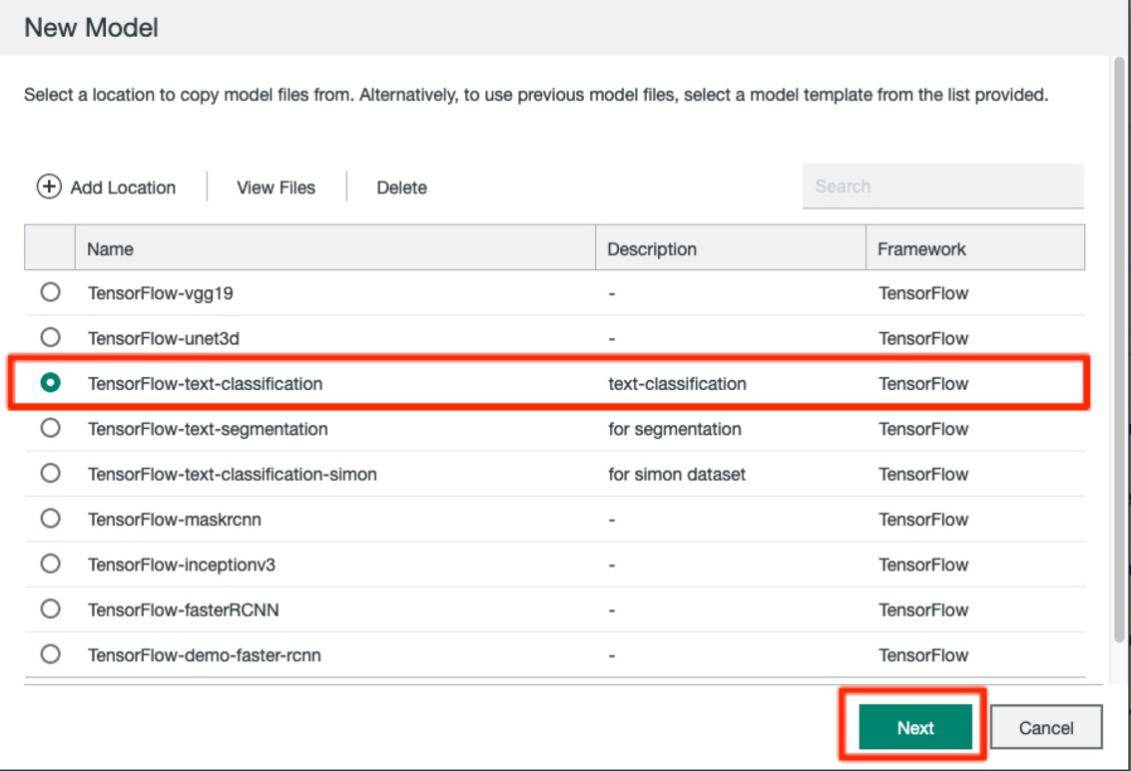 New Model
Select a location to copy model files from. Alternatively, to use previous model files, select a model template from the list provided.
Add Location View Files Delete Search
Name Description Framework
TensorFlow-vgg19 - TensorFlow
TensorFlow-unet3d - TensorFlow
TensorFlow-text-classification text-classification TensorFlow
TensorFlow-text-segmentation for segmentation TensorFlow
TensorFlow-text-classification-simon for simon dataset TensorFlow
TensorFlow-maskrcnn - TensorFlow
TensorFlow-inceptionv3 - TensorFlow
TensorFlow-fasterRCNN - TensorFlow
TensorFlow-demo-faster-rcnn - TensorFlow
Next Cancel